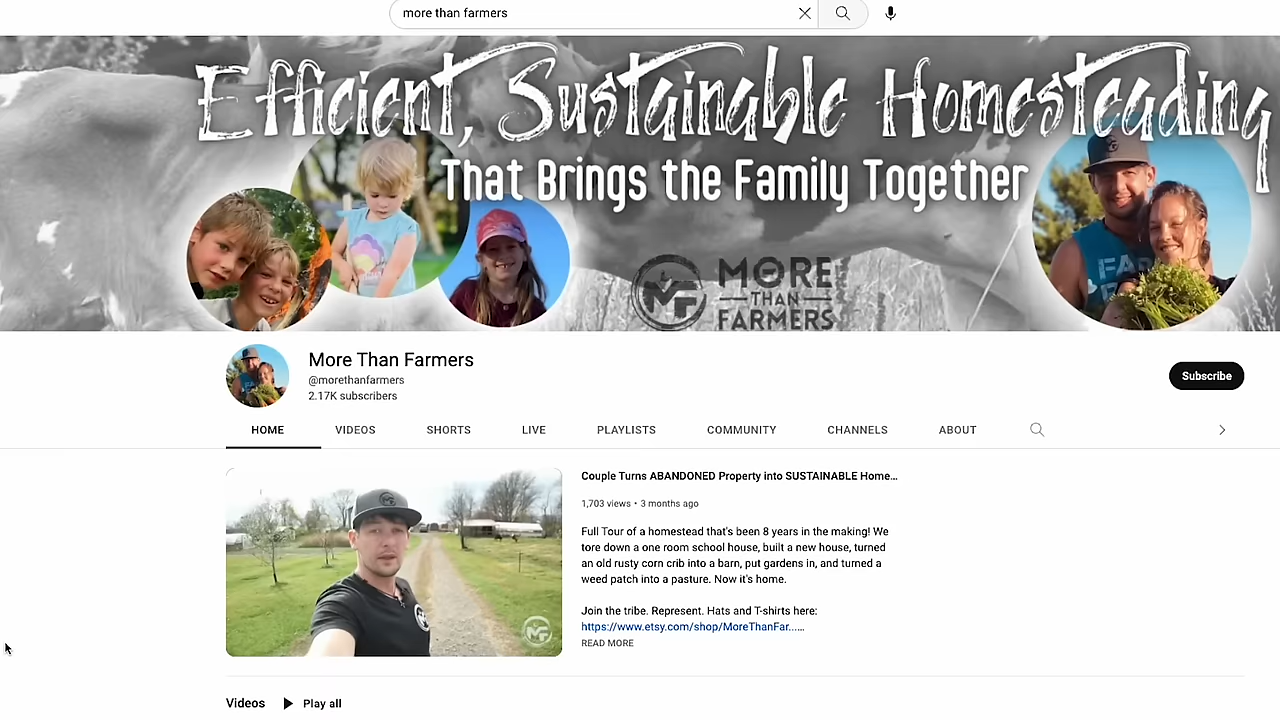 more than farmers
Efficient, Sustainable Homesteading
That Brings the Family Together
MF
MORE
THAN
FARMERS
More Than Farmers
@morethanfarmers
2.17K subscribers
Subscribe
HOME VIDEOS SHORTS LIVE PLAYLISTS COMMUNITY CHANNELS ABOUT
Couple Turns ABANDONED Property into SUSTAINABLE Home...
1,703 views • 3 months ago
Full Tour of a homestead that's been 8 years in the making! We
tore down a one room school house, built a new house, turned
an old rusty corn crib into a barn, put gardens in, and turned a
weed patch into a pasture. Now it's home.
Join the tribe. Represent. Hats and T-shirts here:
https://www.etsy.com/shop/MoreThanFar......
READ MORE
MF
Videos Play all